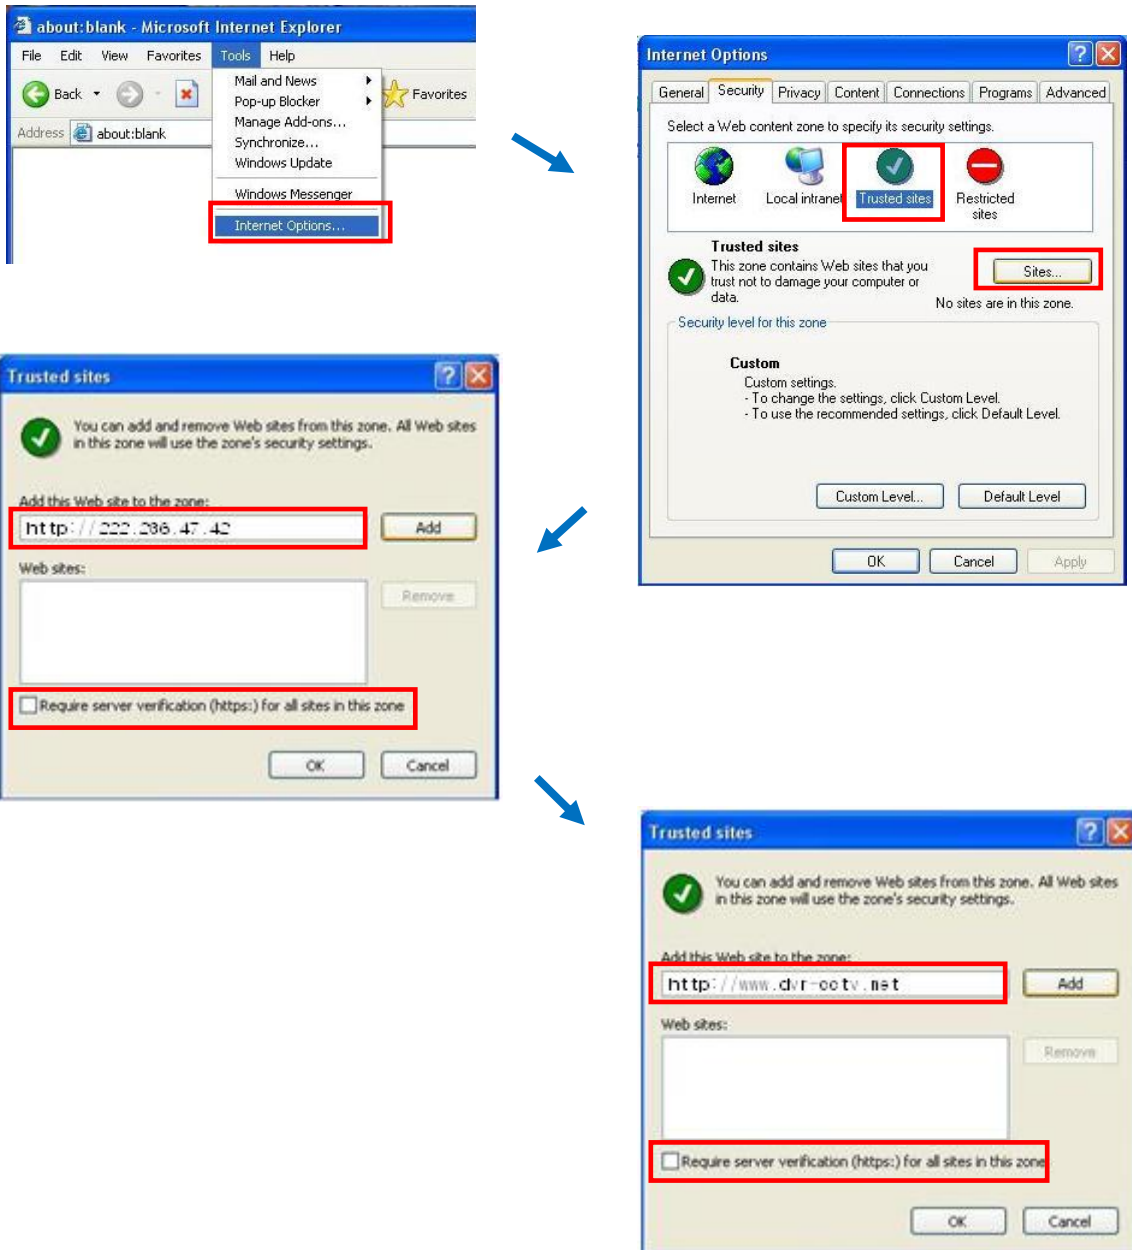 about:blank - Microsoft Internet Explorer
File Edit View Favorites Tools Help
Back
Favorites
Address about:blank
Mail and News
Pop-up Blocker
Manage Add-ons...
Synchronize...
Windows Update
Windows Messenger
Internet Options...
Internet Options
General Security Privacy Content Connections Programs Advanced
Select a Web content zone to specify its security settings.
Internet Local intranet Trusted sites Restricted
sites
Trusted sites
This zone contains Web sites that you
trust not to damage your computer or
data.
Sites...
No sites are in this zone.
Security level for this zone
Custom
Custom settings.
- To change the settings, click Custom Level.
- To use the recommended settings, click Default Level.
Custom Level... Default Level
OK Cancel Apply
Trusted sites
You can add and remove Web sites from this zone. All Web sites
in this zone will use the zone's security settings.
Add this Web site to the zone:
http://222.236.47.42 Add
Web sites:
Remove
Require server verification (https:) for all sites in this zone
OK Cancel
Trusted sites
You can add and remove Web sites from this zone. All Web sites
in this zone will use the zone's security settings.
Add this Web site to the zone:
http://www.dvr-cctv.net Add
Web sites:
Remove
Require server verification (https:) for all sites in this zone
OK Cancel